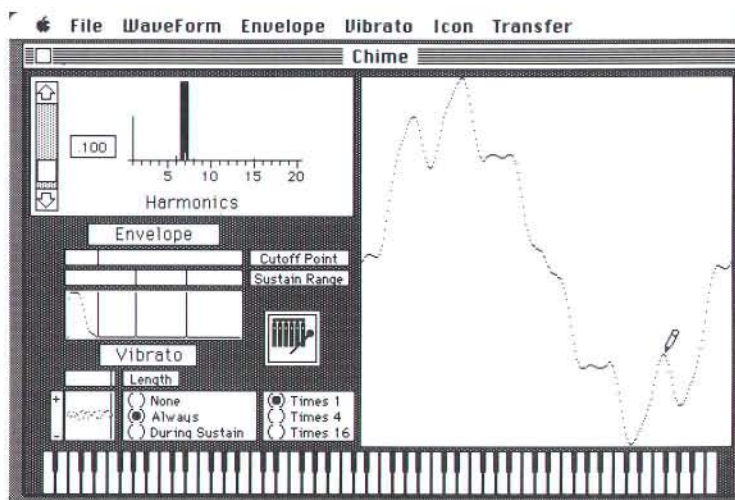 File WaveForm Envelope Vibrato Icon Transfer
Chime
.100
5 10 15 20
Harmonics
Envelope
Cutoff Point
Sustain Range
Vibrato
Length
+
-
None
Always
During Sustain
Times 1
Times 4
Times 16